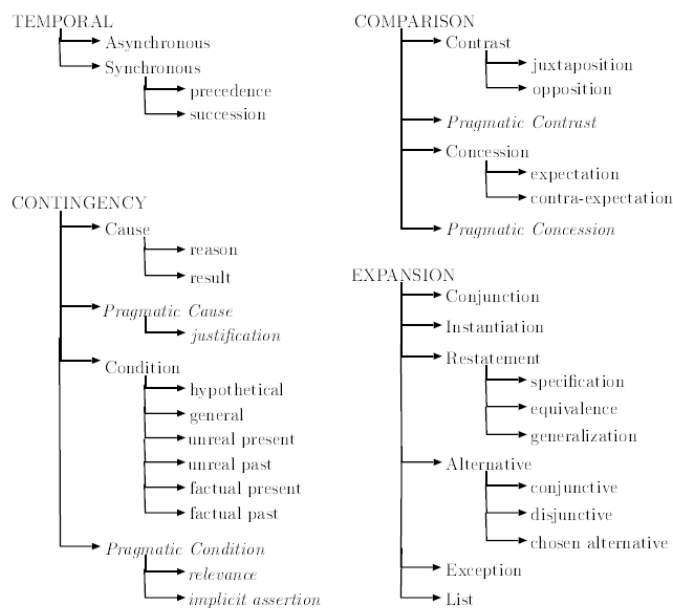 TEMPORAL
Asynchronous
Synchronous
precedence
succession
CONTINGENCY
Cause
reason
result
Pragmatic Cause
justification
Condition
hypothetical
general
unreal present
unreal past
factual present
factual past
Pragmatic Condition
relevance
implicit assertion
COMPARISON
Contrast
juxtaposition
opposition
Pragmatic Contrast
Concession
expectation
contra-expectation
Pragmatic Concession
EXPANSION
Conjunction
Instantiation
Restatement
specification
equivalence
generalization
Alternative
conjunctive
disjunctive
chosen alternative
Exception
List